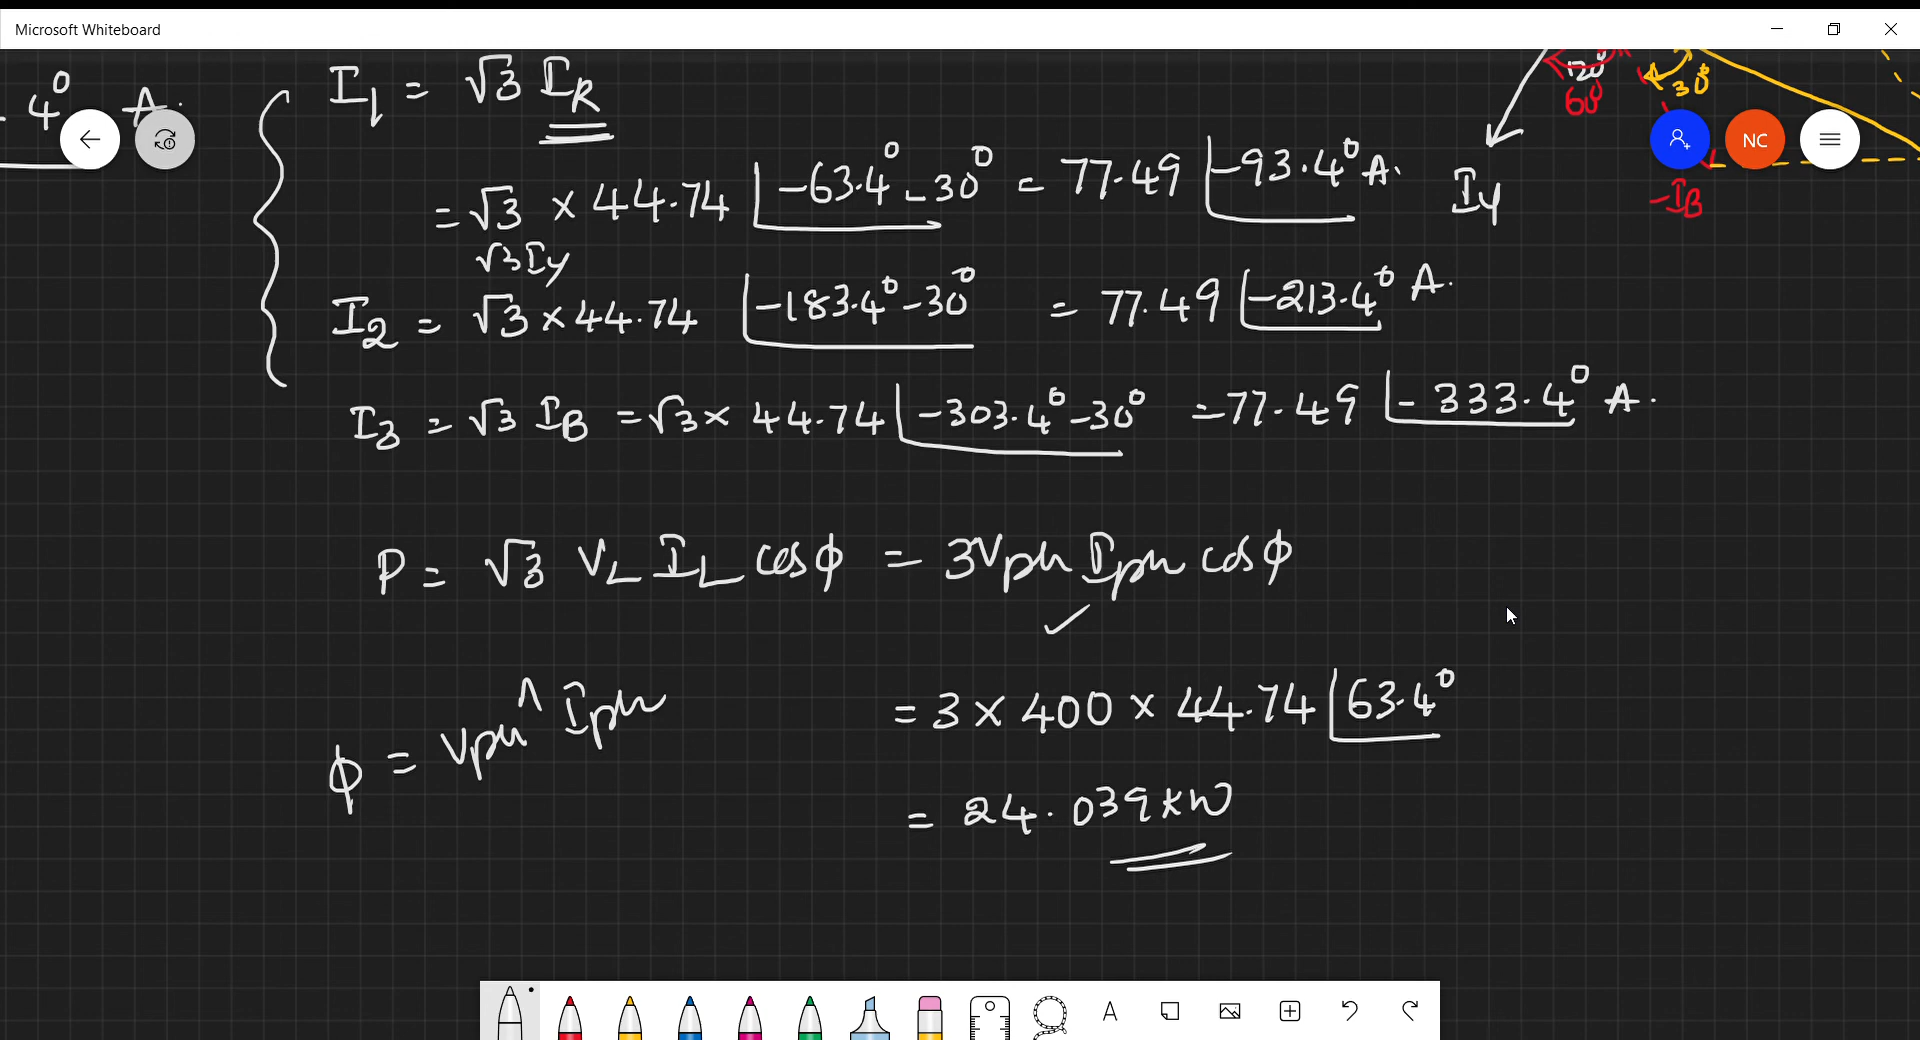 Microsoft Whiteboard
4° A.
I1 = √3 IR
= √3 × 44.74 |-63.4° - 30° = 77.49 |-93.4° A.
√3 Iy
I2 = √3 × 44.74 |-183.4° - 30° = 77.49 |-213.4° A.
I3 = √3 IB = √3 × 44.74 |-303.4° - 30° = 77.49 |-333.4° A.
120°
60°
30°
NC
Iy
-IB
P = √3 VL IL cos ϕ = 3Vph Iph cos ϕ
ϕ = Vph ^ Iph
= 3 × 400 × 44.74 |63.4°
= 24.039 KW
A